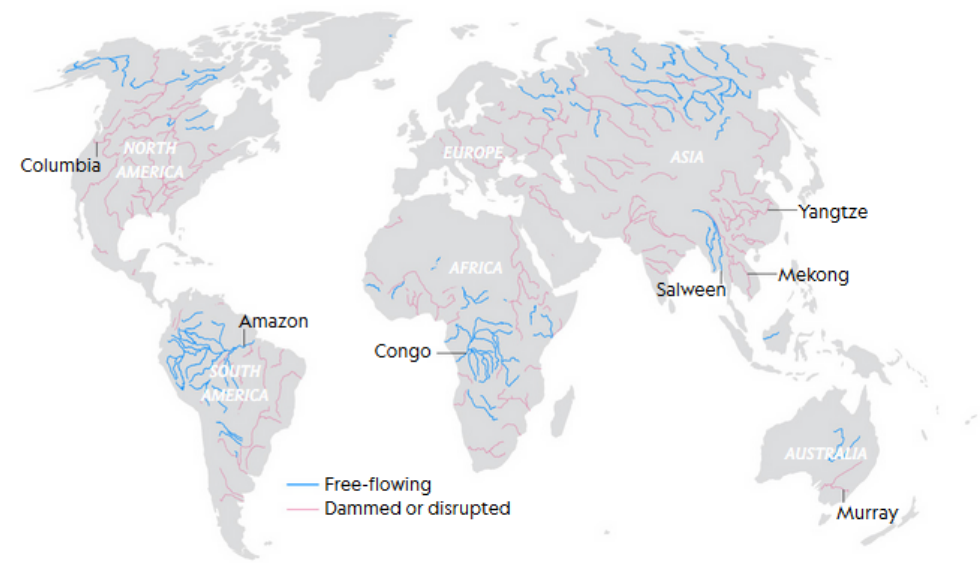 NORTH
AMERICA
Columbia
EUROPE
ASIA
Yangtze
AFRICA
Mekong
Salween
Amazon
Congo
SOUTH
AMERICA
AUSTRALIA
Free-flowing
Dammed or disrupted
Murray